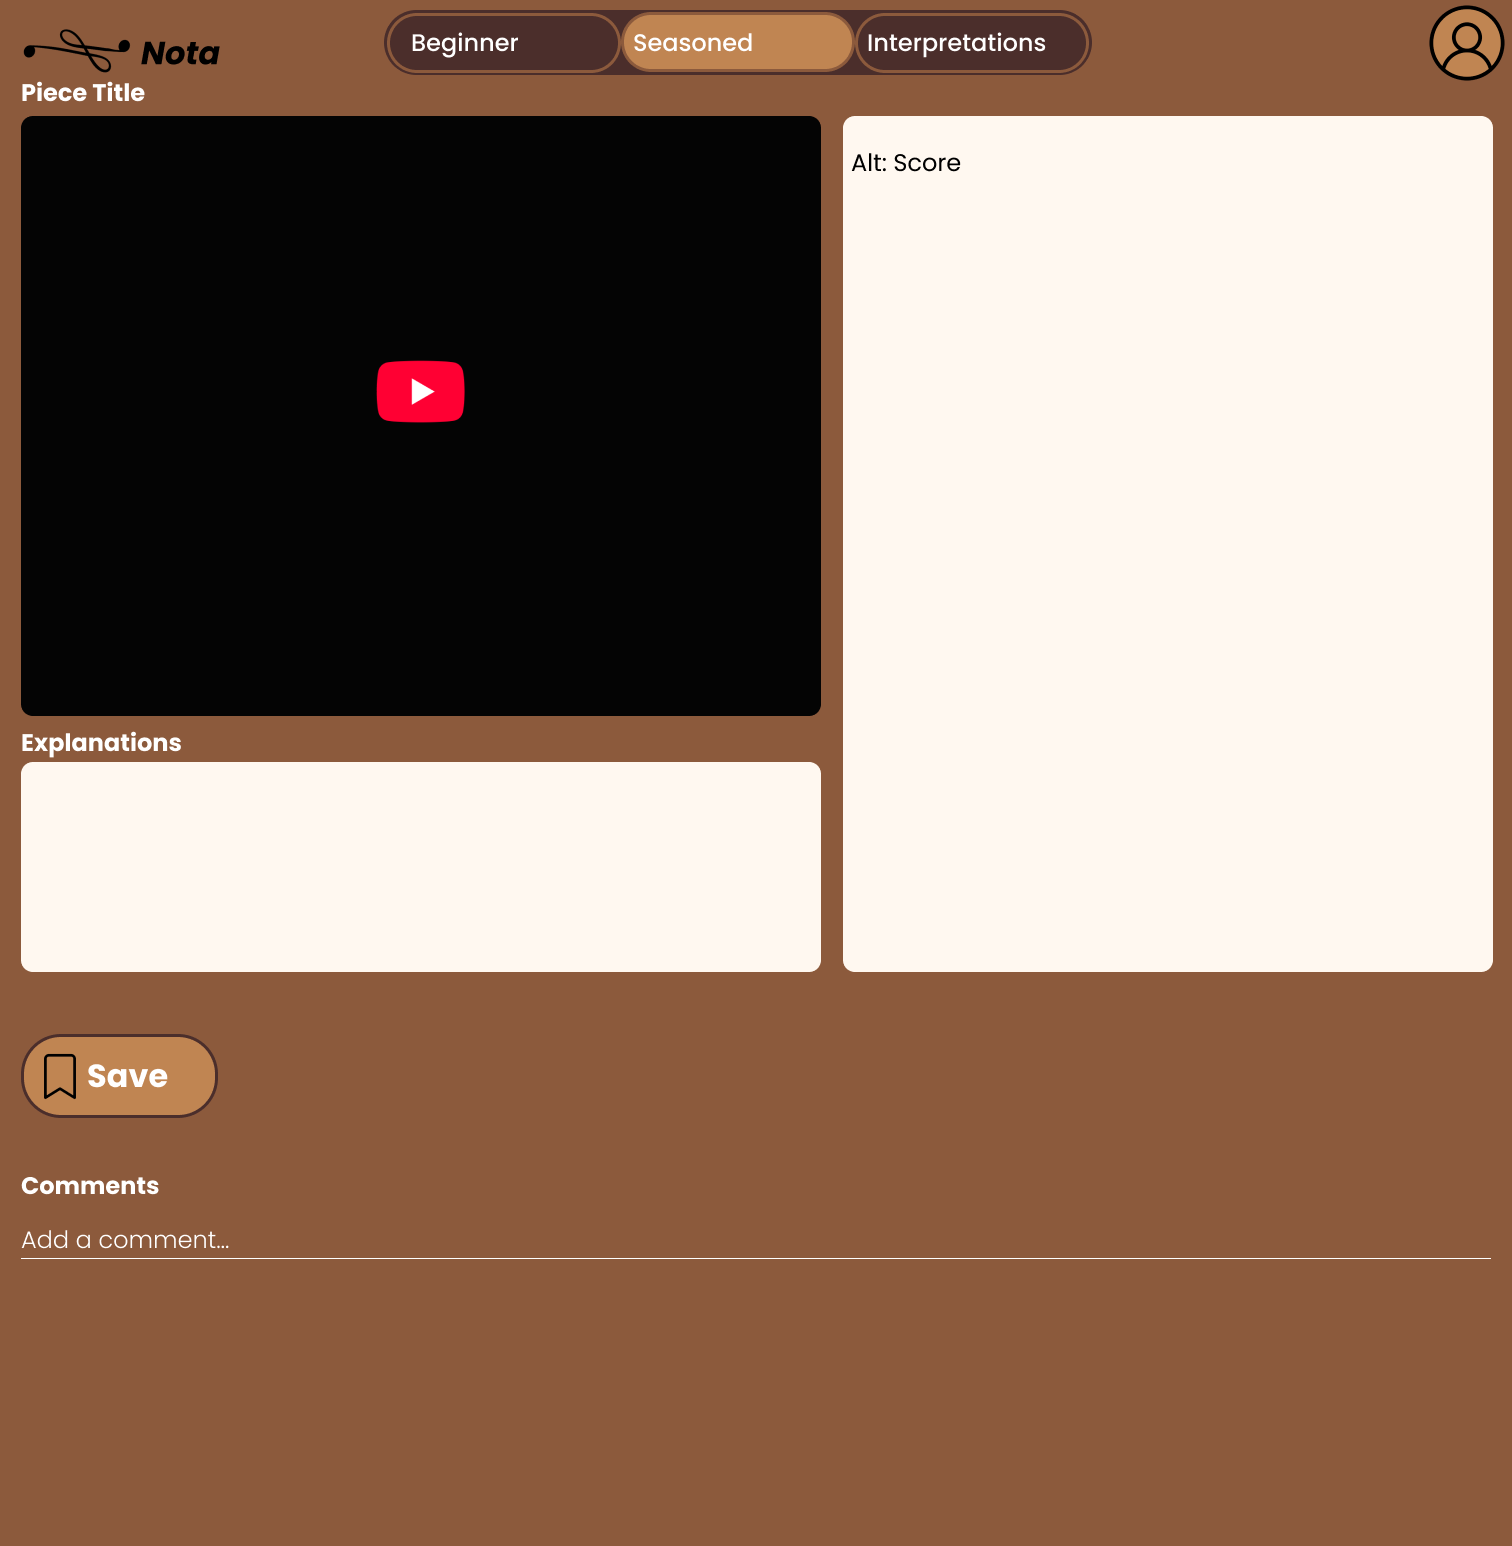 Nota
Beginner
Seasoned
Interpretations
Piece Title
Alt: Score
Explanations
Save
Comments
Add a comment...